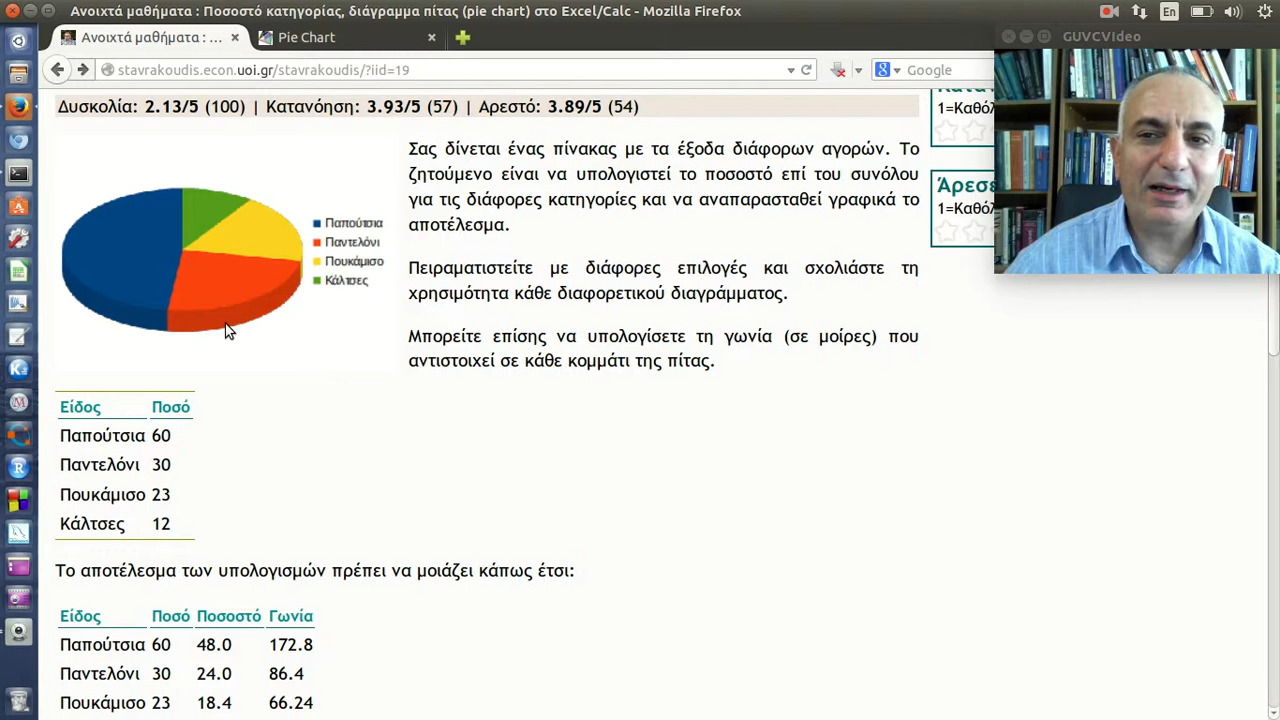 Ανοιχτά μαθήματα : Ποσοστό κατηγορίας, διάγραμμα πίτας (pie chart) στο Excel/Calc - Mozilla Firefox
En
Ανοιχτά μαθήματα : ...
Pie Chart
GUVCVideo
stavrakoudis.econ.uoi.gr/stavrakoudis/?iid=19
Google
Δυσκολία: 2.13/5 (100) | Κατανόηση: 3.93/5 (57) | Αρεστό: 3.89/5 (54)
1=Καθόλ
Άρεσε
1=Καθόλ
Παπούτσια
Παντελόνι
Πουκάμισο
Κάλτσες
Σας δίνεται ένας πίνακας με τα έξοδα διάφορων αγορών. Το
ζητούμενο είναι να υπολογιστεί το ποσοστό επί του συνόλου
για τις διάφορες κατηγορίες και να αναπαρασταθεί γραφικά το
αποτέλεσμα.
Πειραματιστείτε με διάφορες επιλογές και σχολιάστε τη
χρησιμότητα κάθε διαφορετικού διαγράμματος.
Μπορείτε επίσης να υπολογίσετε τη γωνία (σε μοίρες) που
αντιστοιχεί σε κάθε κομμάτι της πίτας.
Είδος Ποσό
Παπούτσια 60
Παντελόνι 30
Πουκάμισο 23
Κάλτσες 12
Το αποτέλεσμα των υπολογισμών πρέπει να μοιάζει κάπως έτσι:
Είδος Ποσό Ποσοστό Γωνία
Παπούτσια 60 48.0 172.8
Παντελόνι 30 24.0 86.4
Πουκάμισο 23 18.4 66.24